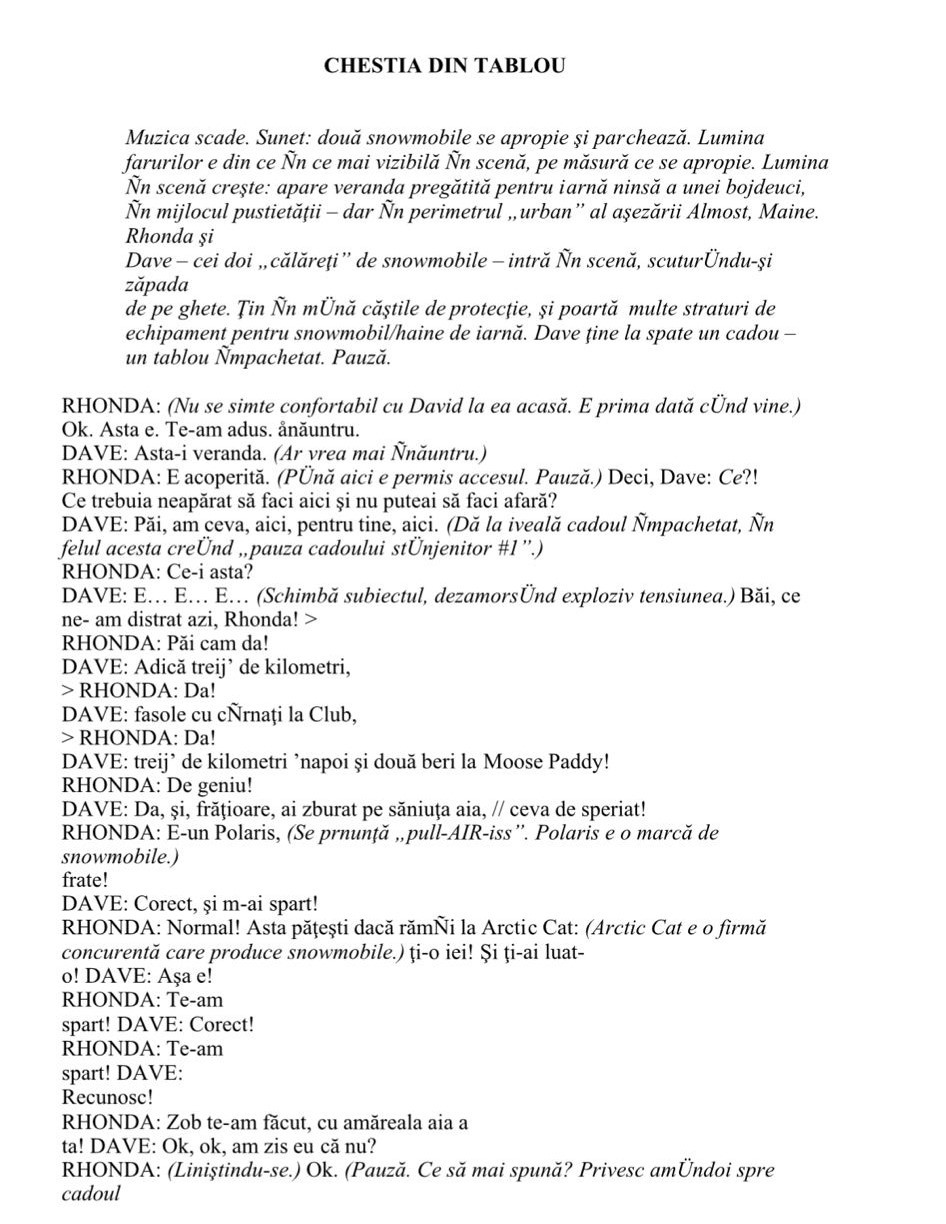 CHESTIA DIN TABLOU
Muzica scade. Sunet: două snowmobile se apropie şi parchează. Lumina
farurilor e din ce Ñn ce mai vizibilă Ñn scenă, pe măsură ce se apropie. Lumina
Ñn scenă creşte: apare veranda pregătită pentru iarnă ninsă a unei bojdeuci,
Ñn mijlocul pustietăţii – dar Ñn perimetrul „urban” al aşezării Almost, Maine.
Rhonda şi
Dave – cei doi „călăreţi” de snowmobile – intră Ñn scenă, scuturÜndu-şi
zăpada
de pe ghete. Ţin Ñn mÜnă căştile de protecţie, şi poartă multe straturi de
echipament pentru snowmobil/haine de iarnă. Dave ţine la spate un cadou –
un tablou Ñmpachetat. Pauză.
RHONDA: (Nu se simte confortabil cu David la ea acasă. E prima dată cÜnd vine.)
Ok. Asta e. Te-am adus. ånăuntru.
DAVE: Asta-i veranda. (Ar vrea mai Ñnăuntru.)
RHONDA: E acoperită. (PÜnă aici e permis accesul. Pauză.) Deci, Dave: Ce?!
Ce trebuia neapărat să faci aici şi nu puteai să faci afară?
DAVE: Păi, am ceva, aici, pentru tine, aici. (Dă la iveală cadoul Ñmpachetat, Ñn
felul acesta creÜnd „pauza cadoului stÜnjenitor #1”.)
RHONDA: Ce-i asta?
DAVE: E… E… E… (Schimbă subiectul, dezamorsÜnd exploziv tensiunea.) Băi, ce
ne- am distrat azi, Rhonda! >
RHONDA: Păi cam da!
DAVE: Adică treij’ de kilometri,
> RHONDA: Da!
DAVE: fasole cu cÑrnaţi la Club,
> RHONDA: Da!
DAVE: treij’ de kilometri ’napoi şi două beri la Moose Paddy!
RHONDA: De geniu!
DAVE: Da, şi, frăţioare, ai zburat pe săniuţa aia, // ceva de speriat!
RHONDA: E-un Polaris, (Se prnunţă „pull-AIR-iss”. Polaris e o marcă de
snowmobile.)
frate!
DAVE: Corect, şi m-ai spart!
RHONDA: Normal! Asta păţeşti dacă rămÑi la Arctic Cat: (Arctic Cat e o firmă
concurentă care produce snowmobile.) ţi-o iei! Şi ţi-ai luat-
o! DAVE: Aşa e!
RHONDA: Te-am
spart! DAVE: Corect!
RHONDA: Te-am
spart! DAVE:
Recunosc!
RHONDA: Zob te-am făcut, cu amăreala aia a
ta! DAVE: Ok, ok, am zis eu că nu?
RHONDA: (Liniştindu-se.) Ok. (Pauză. Ce să mai spună? Privesc amÜndoi spre
cadoul